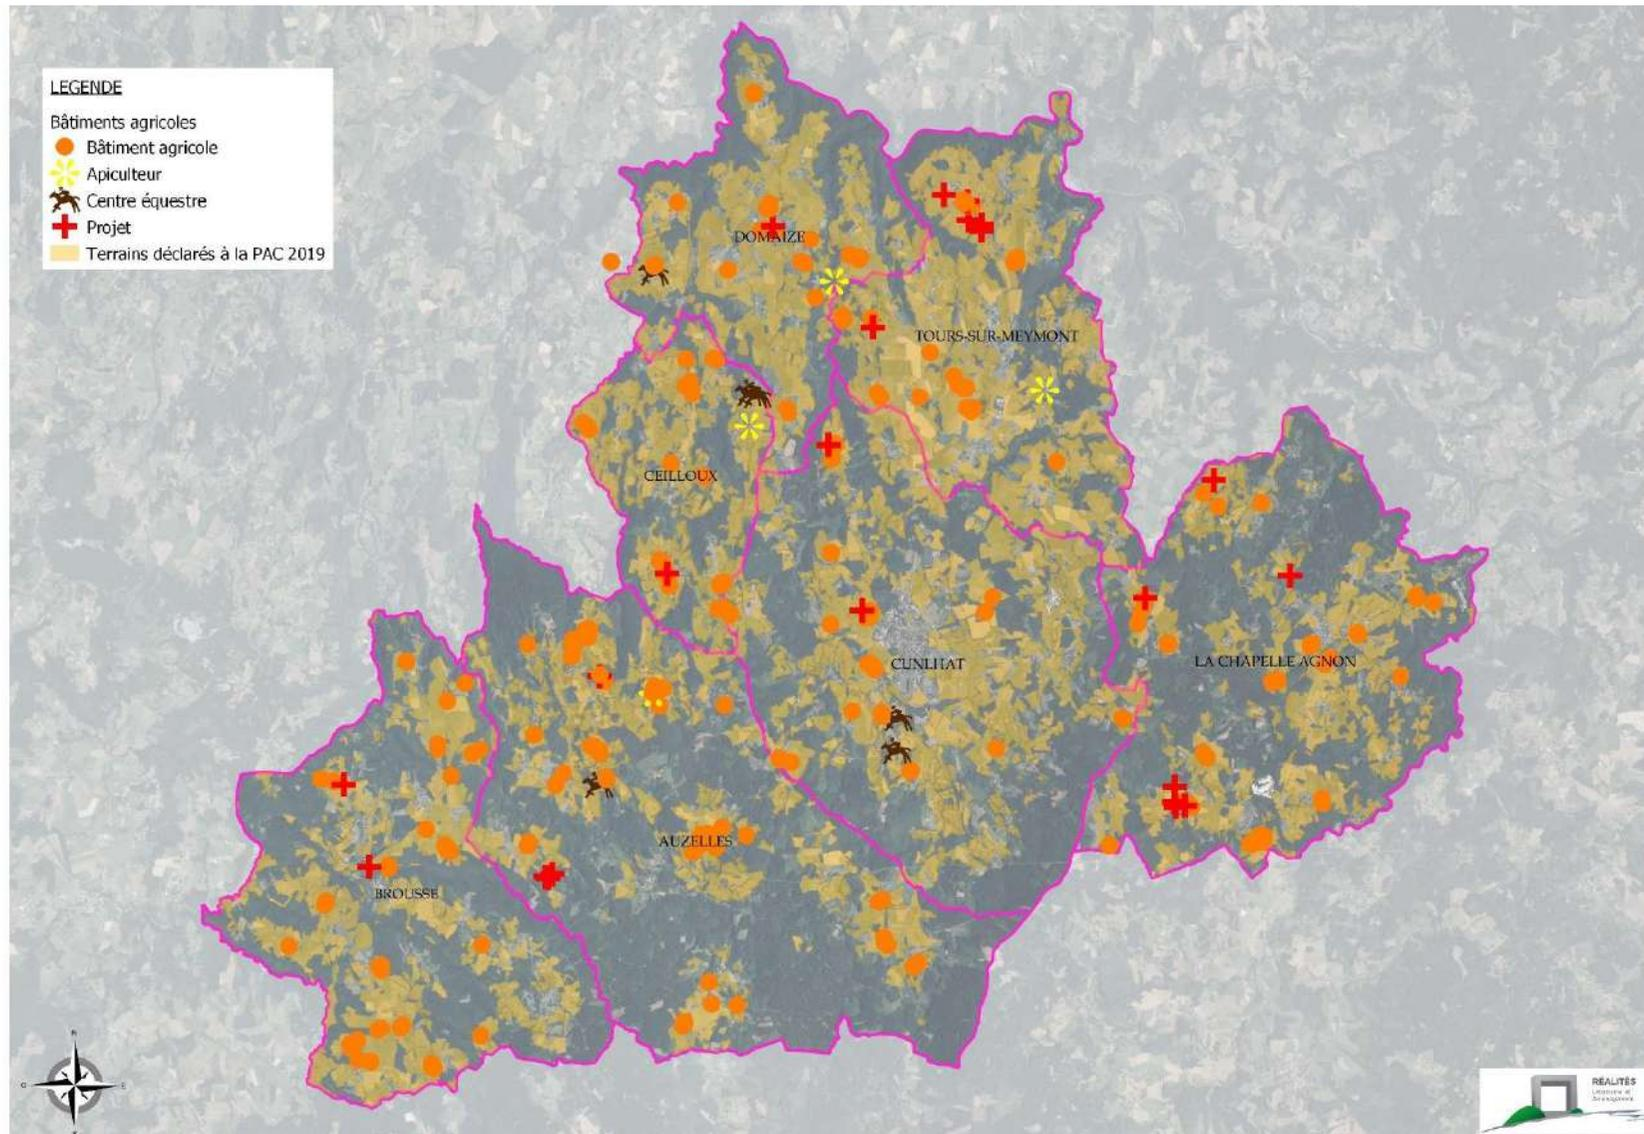 LEGENDE
Bâtiments agricoles
Bâtiment agricole
Apiculteur
Centre équestre
Projet
Terrains déclarés à la PAC 2019
DOMAIZE
TOURS-SUR-MEYMONT
CEILLOUX
CUNLHAT
LA CHAPELLE AGNON
AUZELLES
BROUSSE
N
O
E
RÉALITÉS